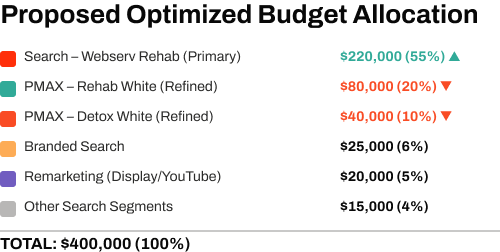 Proposed Optimized Budget Allocation
Search – Webserv Rehab (Primary) $220,000 (55%) ▲
PMAX – Rehab White (Refined) $80,000 (20%) ▼
PMAX – Detox White (Refined) $40,000 (10%) ▼
Branded Search $25,000 (6%)
Remarketing (Display/YouTube) $20,000 (5%)
Other Search Segments $15,000 (4%)
TOTAL: $400,000 (100%)